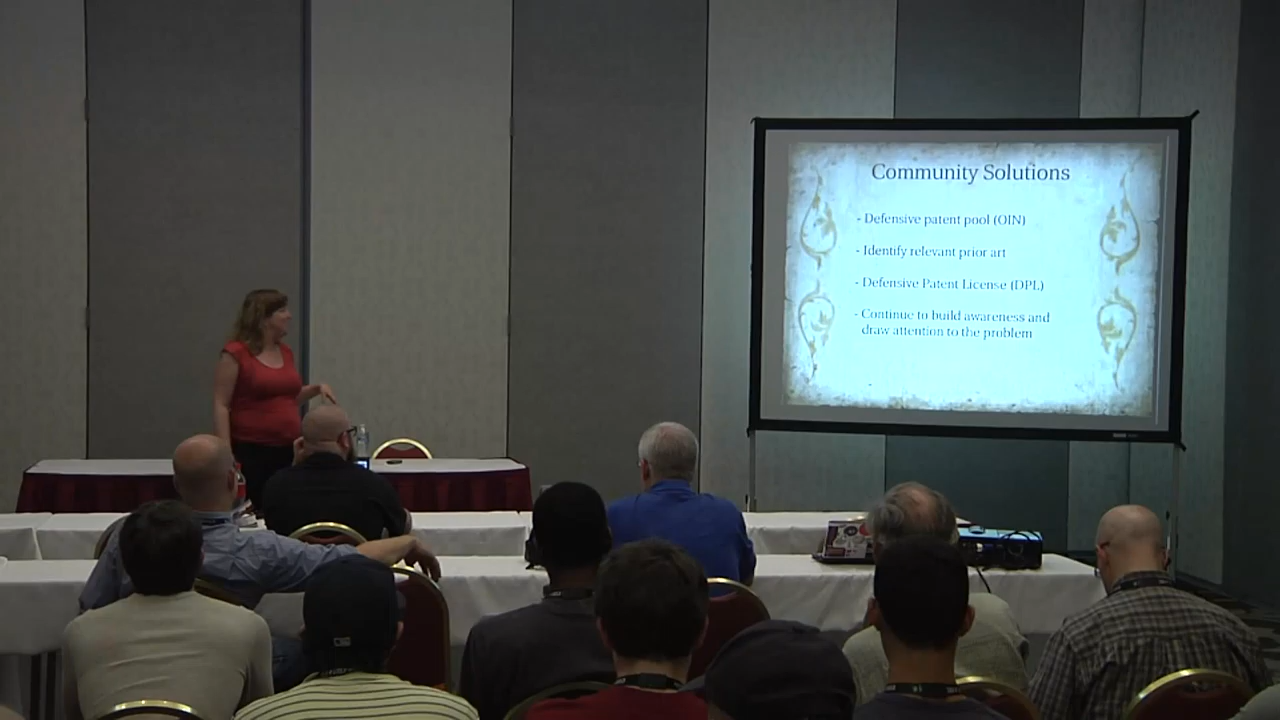 Community Solutions
- Defensive patent pool (OIN)
- Identify relevant prior art
- Defensive Patent License (DPL)
- Continue to build awareness and
draw attention to the problem